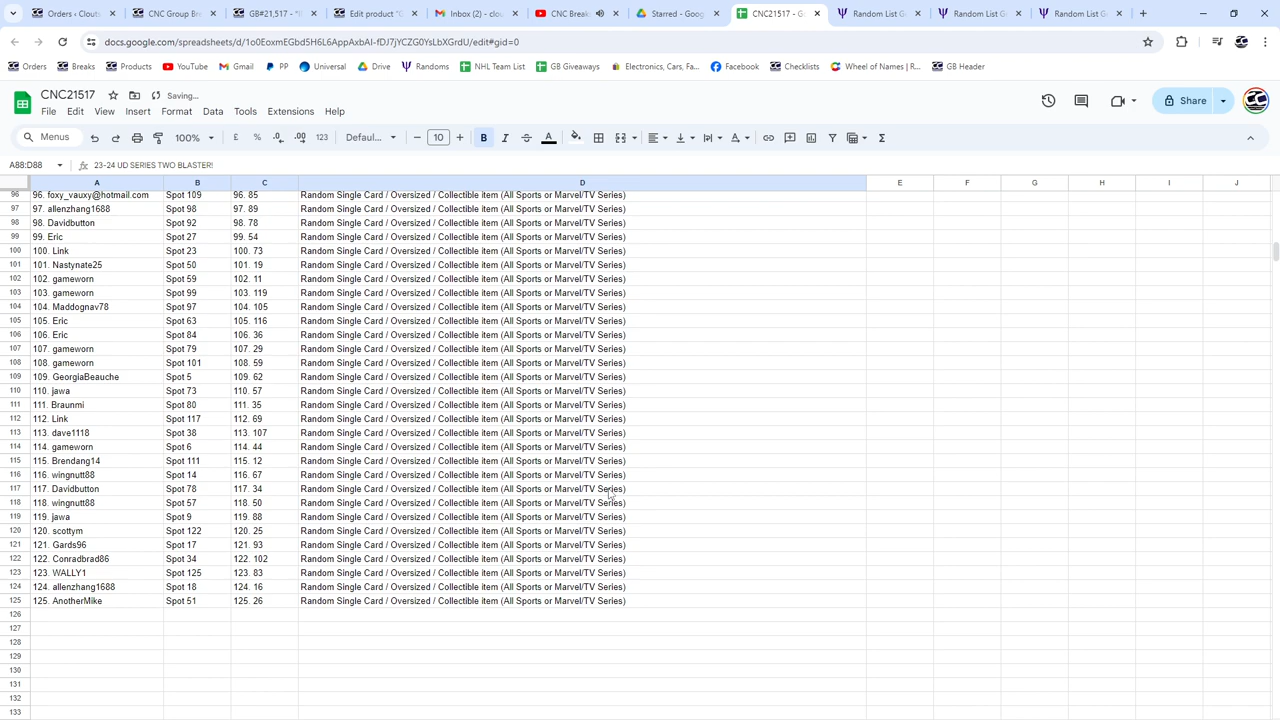 Orders ‹ Clouts
CNC Group Bre
GB#21,517 - *I
Edit product "C
Inbox (2) - clou
CNC Breaks
Starred - Goog
CNC21517 - G
Random List G
Random List G
Random List G
docs.google.com/spreadsheets/d/1o0EoxmEGbd5H6L6AppAxbAI-fDJ7jYCZG0YsLbXGrdU/edit#gid=0
Orders Breaks Products YouTube Gmail PP Universal Drive Randoms NHL Team List GB Giveaways Electronics, Cars, Fa... Facebook Checklists Wheel of Names | R... GB Header
CNC21517 Saving...
File Edit View Insert Format Data Tools Extensions Help
Share
Menus 100% £ % .0 .00 123 Defaul... 10 B I A
A88:D88 23-24 UD SERIES TWO BLASTER!
A B C D E F G H I J
96 96. foxy_vauxy@hotmail.com Spot 109 96. 85 Random Single Card / Oversized / Collectible item (All Sports or Marvel/TV Series)
97 97. allenzhang1688 Spot 98 97. 89 Random Single Card / Oversized / Collectible item (All Sports or Marvel/TV Series)
98 98. Davidbutton Spot 92 98. 78 Random Single Card / Oversized / Collectible item (All Sports or Marvel/TV Series)
99 99. Eric Spot 27 99. 54 Random Single Card / Oversized / Collectible item (All Sports or Marvel/TV Series)
100 100. Link Spot 23 100. 73 Random Single Card / Oversized / Collectible item (All Sports or Marvel/TV Series)
101 101. Nastynate25 Spot 50 101. 19 Random Single Card / Oversized / Collectible item (All Sports or Marvel/TV Series)
102 102. gameworn Spot 59 102. 11 Random Single Card / Oversized / Collectible item (All Sports or Marvel/TV Series)
103 103. gameworn Spot 99 103. 119 Random Single Card / Oversized / Collectible item (All Sports or Marvel/TV Series)
104 104. Maddognav78 Spot 97 104. 115 Random Single Card / Oversized / Collectible item (All Sports or Marvel/TV Series)
105 105. Eric Spot 63 105. 116 Random Single Card / Oversized / Collectible item (All Sports or Marvel/TV Series)
106 106. Eric Spot 84 106. 36 Random Single Card / Oversized / Collectible item (All Sports or Marvel/TV Series)
107 107. gameworn Spot 79 107. 29 Random Single Card / Oversized / Collectible item (All Sports or Marvel/TV Series)
108 108. gameworn Spot 101 108. 59 Random Single Card / Oversized / Collectible item (All Sports or Marvel/TV Series)
109 109. GeorgiaBeauche Spot 5 109. 62 Random Single Card / Oversized / Collectible item (All Sports or Marvel/TV Series)
110 110. jawa Spot 73 110. 57 Random Single Card / Oversized / Collectible item (All Sports or Marvel/TV Series)
111 111. Braunmi Spot 80 111. 35 Random Single Card / Oversized / Collectible item (All Sports or Marvel/TV Series)
112 112. Link Spot 117 112. 69 Random Single Card / Oversized / Collectible item (All Sports or Marvel/TV Series)
113 113. dave1118 Spot 38 113. 107 Random Single Card / Oversized / Collectible item (All Sports or Marvel/TV Series)
114 114. gameworn Spot 6 114. 44 Random Single Card / Oversized / Collectible item (All Sports or Marvel/TV Series)
115 115. Brendang14 Spot 111 115. 12 Random Single Card / Oversized / Collectible item (All Sports or Marvel/TV Series)
116 116. wingnutt88 Spot 14 116. 67 Random Single Card / Oversized / Collectible item (All Sports or Marvel/TV Series)
117 117. Davidbutton Spot 78 117. 34 Random Single Card / Oversized / Collectible item (All Sports or Marvel/TV Series)
118 118. wingnutt88 Spot 57 118. 50 Random Single Card / Oversized / Collectible item (All Sports or Marvel/TV Series)
119 119. jawa Spot 9 119. 88 Random Single Card / Oversized / Collectible item (All Sports or Marvel/TV Series)
120 120. scottym Spot 122 120. 25 Random Single Card / Oversized / Collectible item (All Sports or Marvel/TV Series)
121 121. Gards96 Spot 17 121. 93 Random Single Card / Oversized / Collectible item (All Sports or Marvel/TV Series)
122 122. Conradbrad86 Spot 34 122. 102 Random Single Card / Oversized / Collectible item (All Sports or Marvel/TV Series)
123 123. WALLY1 Spot 125 123. 83 Random Single Card / Oversized / Collectible item (All Sports or Marvel/TV Series)
124 124. allenzhang1688 Spot 18 124. 16 Random Single Card / Oversized / Collectible item (All Sports or Marvel/TV Series)
125 125. AnotherMike Spot 51 125. 26 Random Single Card / Oversized / Collectible item (All Sports or Marvel/TV Series)
126
127
128
129
130
131
132
133